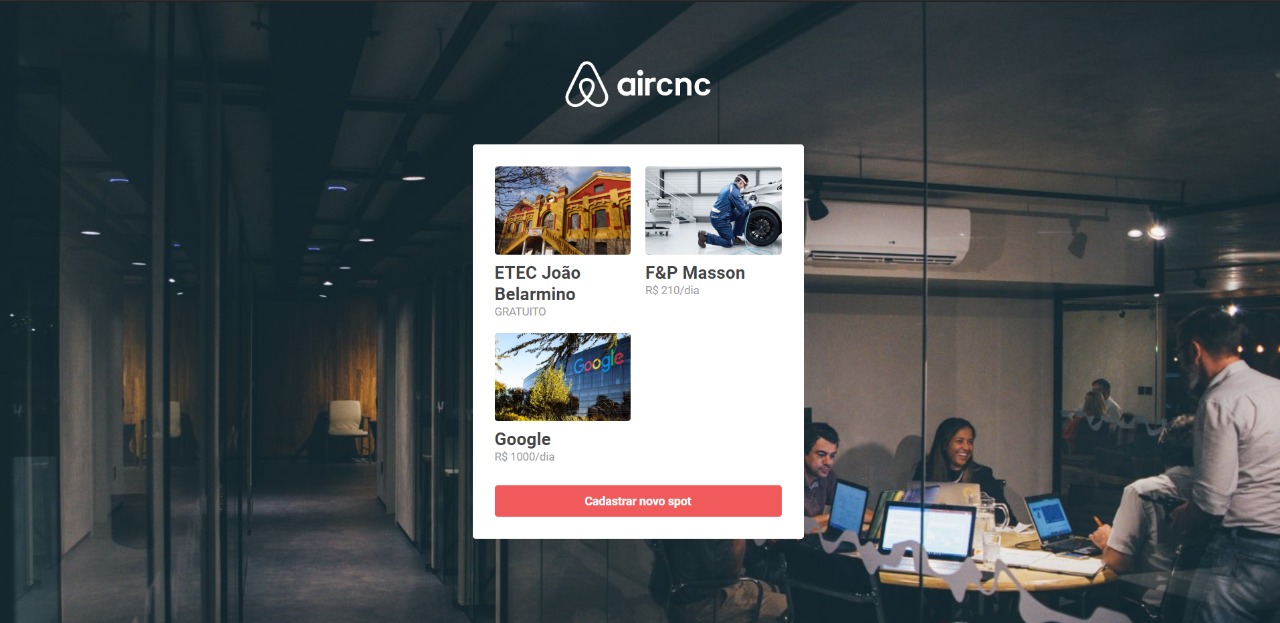 aircnc
ETEC João
Belarmino
GRATUITO
F&P Masson
R$ 210/dia
Google
Google
R$ 1000/dia
Cadastrar novo spot